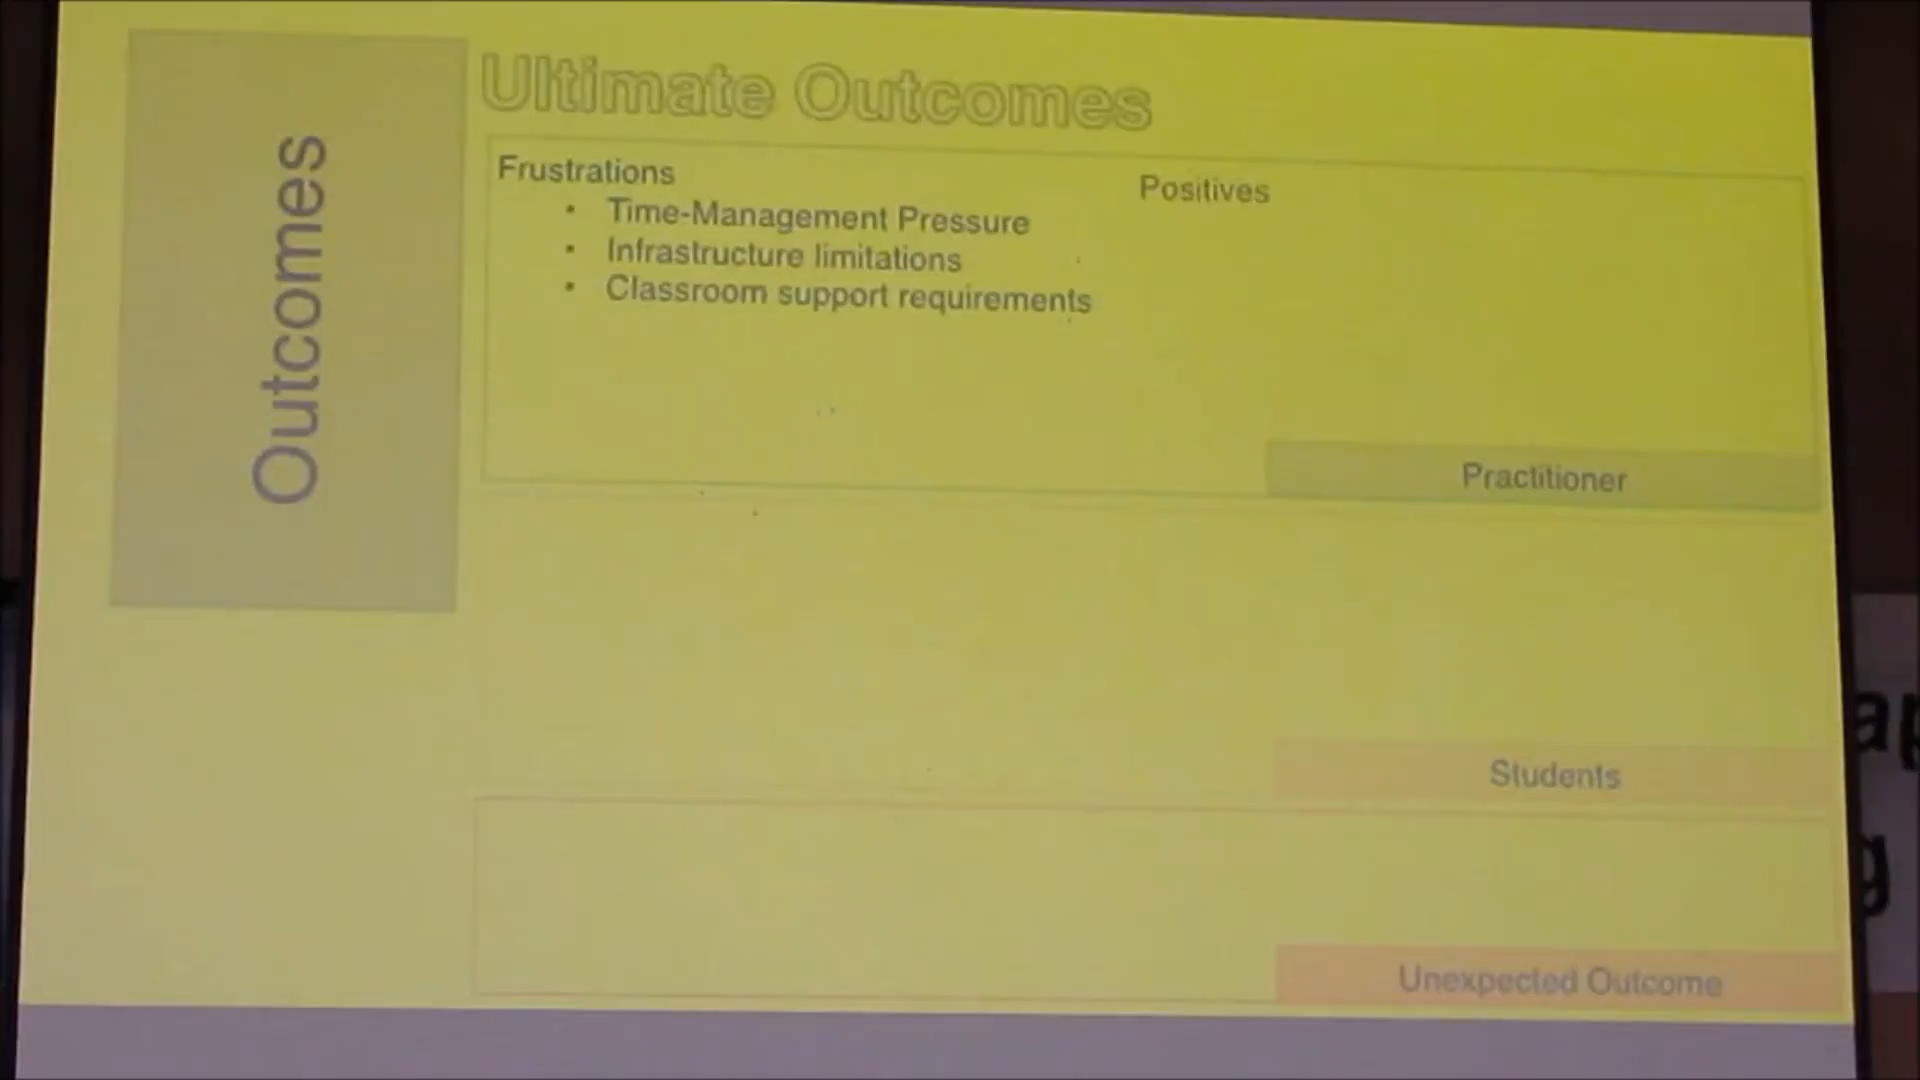 Outcomes
Ultimate Outcomes
Frustrations
• Time-Management Pressure
• Infrastructure limitations
• Classroom support requirements
Positives
Practitioner
Students
Unexpected Outcome